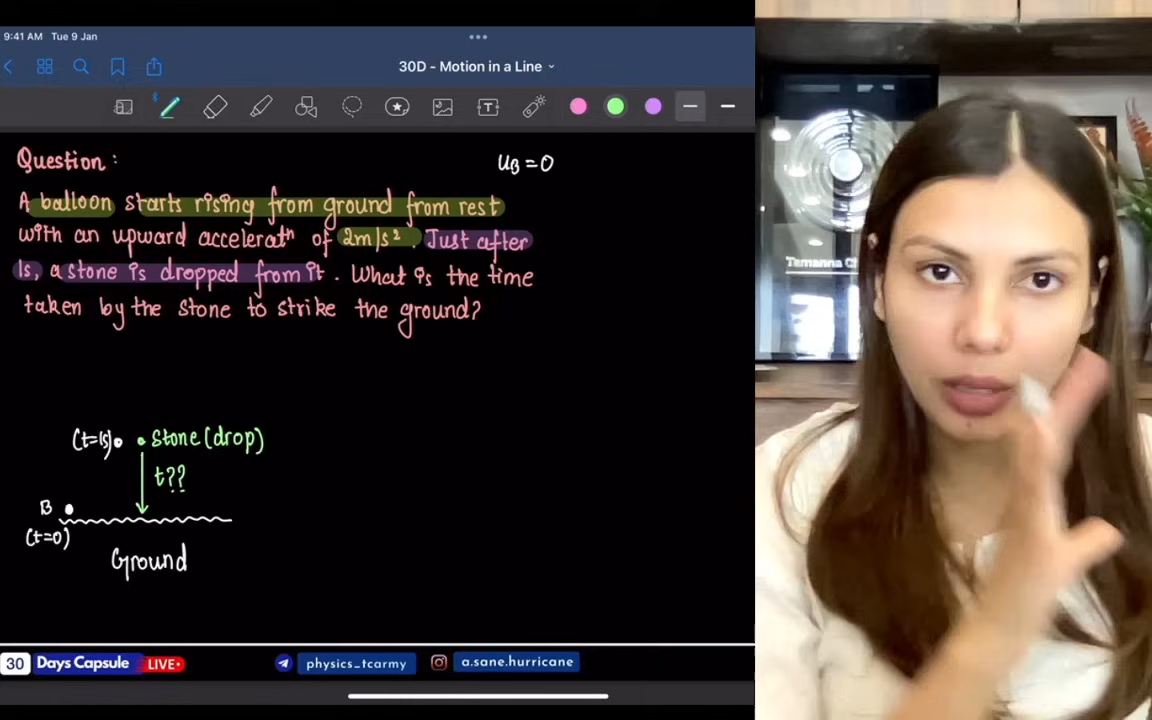 9:41 AM Tue 9 Jan
30D - Motion in a Line
Question:
U_B = 0
A balloon starts rising from ground from rest
with an upward acceleratⁿ of 2m/s² Just after
1s, a stone is dropped from it. What is the time
taken by the stone to strike the ground?
(t=1s)
Stone (drop)
t??
B
(t=0)
Ground
30 Days Capsule LIVE
physics_tcarmy
a.sane.hurricane